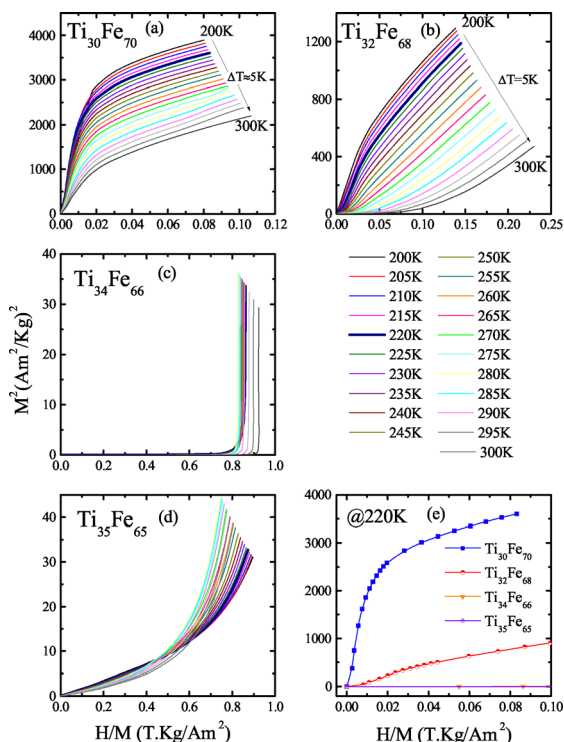 Ti30Fe70 (a) 200K
ΔT≈5K
300K
4000
3000
2000
1000
0
0.00 0.02 0.04 0.06 0.08 0.10 0.12
Ti32Fe68 (b) 200K
ΔT=5K
300K
1200
800
400
0
0.00 0.05 0.10 0.15 0.20 0.25
Ti34Fe66 (c)
40
30
20
10
0
0.0 0.2 0.4 0.6 0.8 1.0
M2(Am2/Kg)2
200K 250K
205K 255K
210K 260K
215K 265K
220K 270K
225K 275K
230K 280K
235K 285K
240K 290K
245K 295K
300K
Ti35Fe65 (d)
40
30
20
10
0
0.0 0.2 0.4 0.6 0.8 1.0
H/M (T.Kg/Am2)
@220K (e)
Ti30Fe70
Ti32Fe68
Ti34Fe66
Ti35Fe65
4000
3000
2000
1000
0
0.00 0.02 0.04 0.06 0.08 0.10
H/M (T.Kg/Am2)